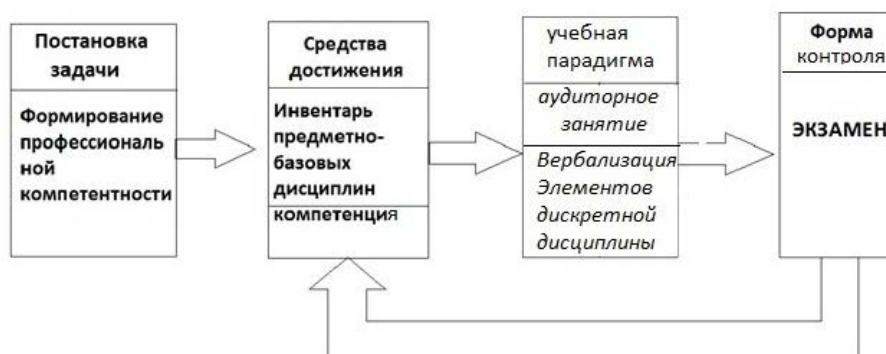 Постановка
задачи
Формирование
профессиональ
ной
компетентности
Средства
достижения
Инвентарь
предметно-
базовых
дисциплин
компетенция
учебная
парадигма
аудиторное
занятие
Вербализация
Элементов
дискретной
дисциплины
Форма
контроля
ЭКЗАМЕН